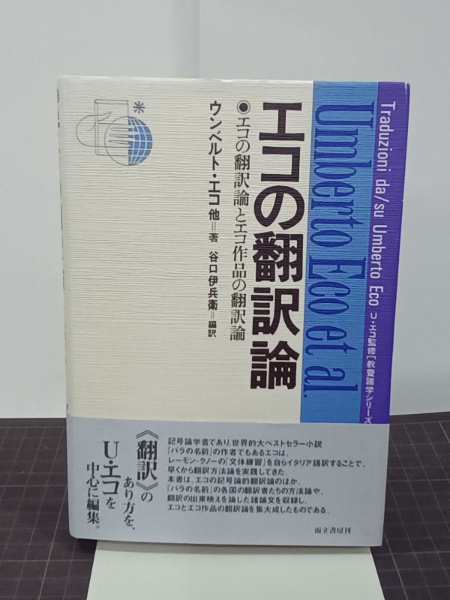 Traduzioni da/su Umberto Eco
U・エコ監修[教養諸学シリーズ
Umberto Eco et al.
エコの翻訳論
●エコの翻訳論とエコ作品の翻訳論
ウンベルト・エコ 他=著 谷口伊兵衛=編訳
《翻訳》の
あり方を、
U・エコを
中心に編集。
記号論学者であり、世界的大ベストセラー小説
『バラの名前』の作者でもあるエコは、
レーモン・クノーの『文体練習』を自らイタリア語訳することで、
早くから翻訳方法論を実践してきた
本書は、エコの記号論的翻訳論のほか、
『バラの名前』の各国の翻訳者たちの方法論や、
翻訳の出来映えを論じた諸論文を収録し、
エコとエコ作品の翻訳論を集大成したものである。
而立書房刊